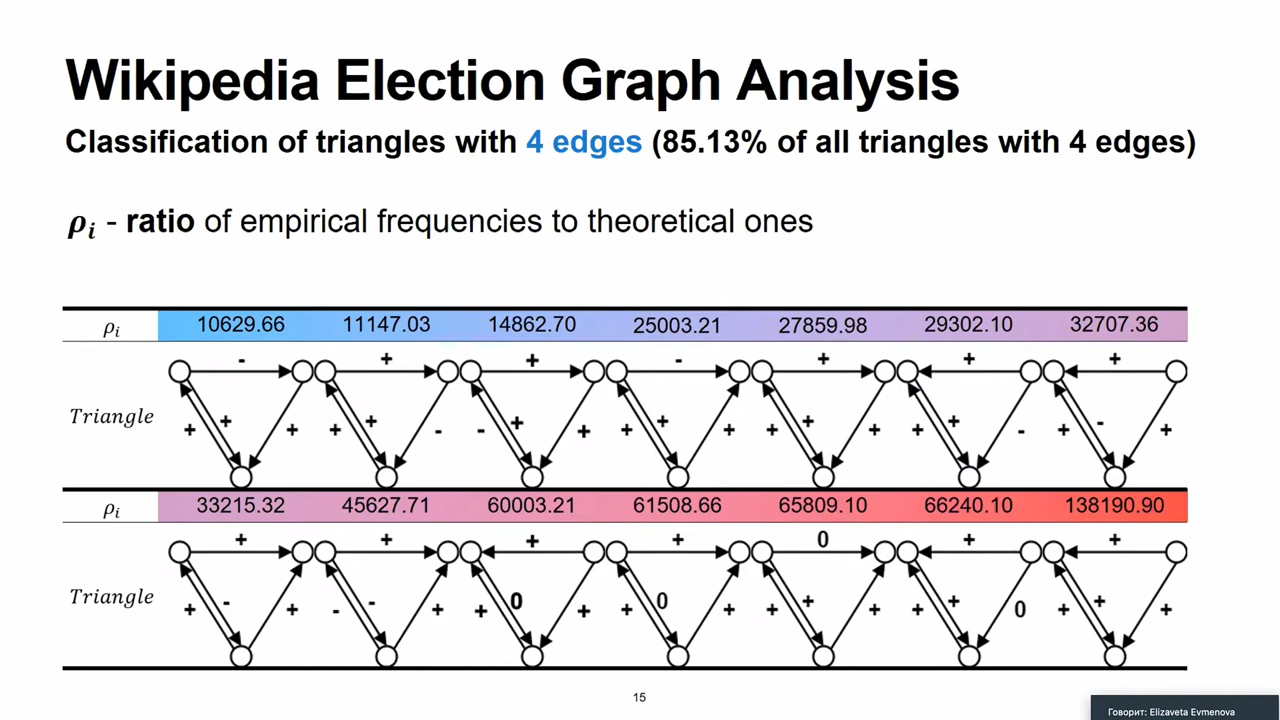 Wikipedia Election Graph Analysis
Classification of triangles with 4 edges (85.13% of all triangles with 4 edges)
ρᵢ - ratio of empirical frequencies to theoretical ones
ρᵢ 10629.66 11147.03 14862.70 25003.21 27859.98 29302.10 32707.36
- + + - + + +
Triangle
+ + + + + - - + - + + + + + + + + + + - + - +
ρᵢ 33215.32 45627.71 60003.21 61508.66 65809.10 66240.10 138190.90
+ + + + 0 + +
Triangle
+ - + - - + + 0 + + 0 + + + + + + 0 + + +
15
Говорит: Elizaveta Evmenova